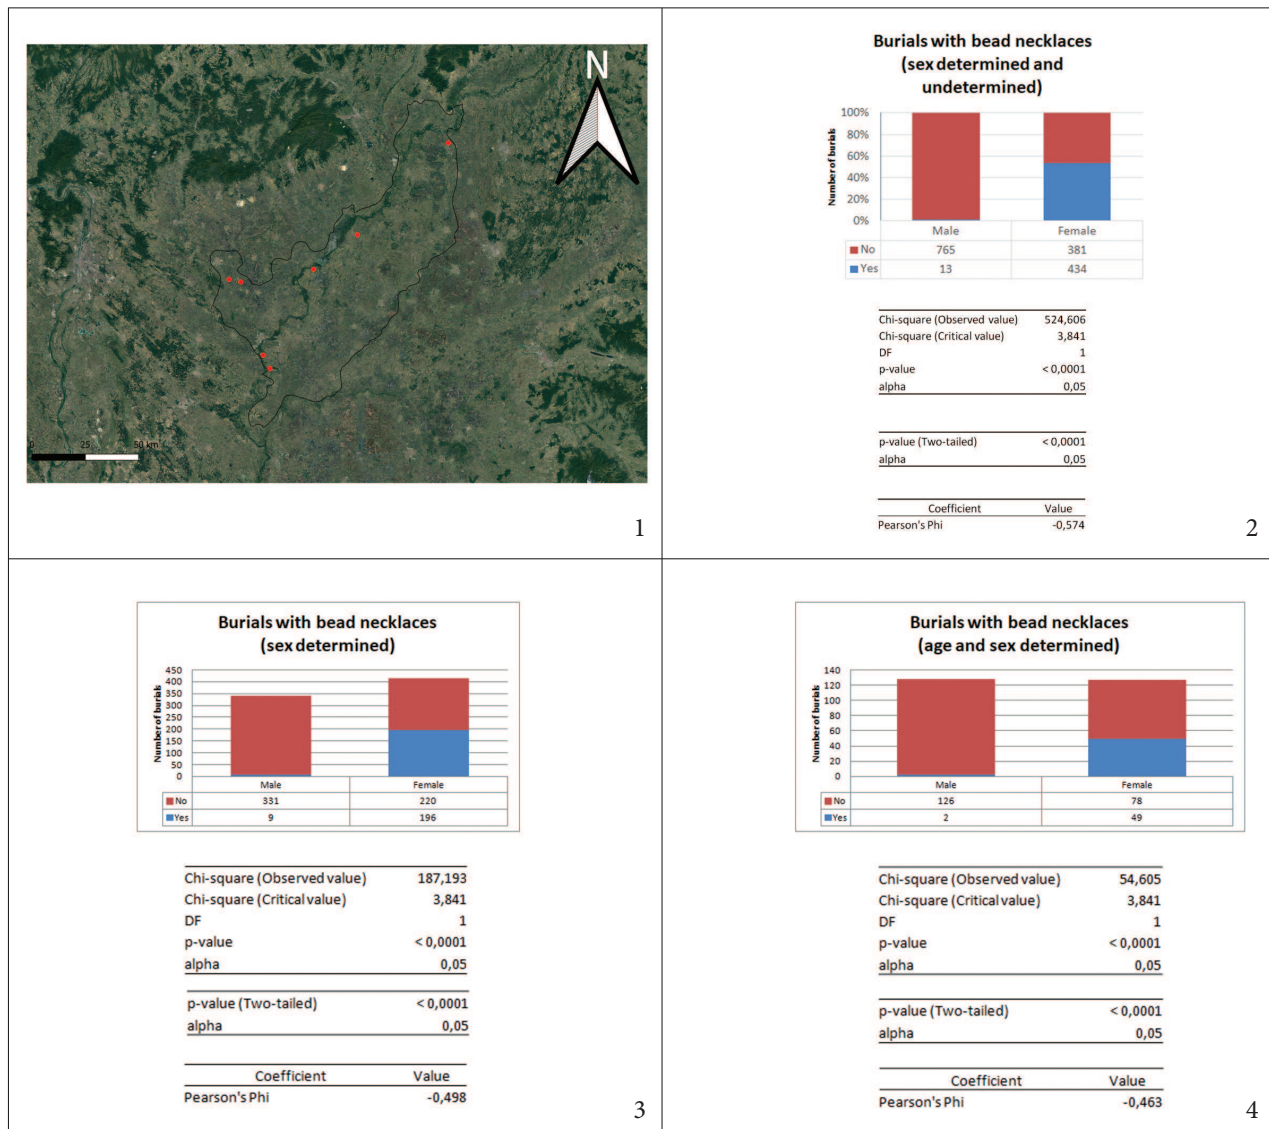 N
0 25 50 km
1
Burials with bead necklaces
(sex determined and
undetermined)
100%
80%
60%
40%
20%
0%
Number of burials
Male Female
No 765 381
Yes 13 434
Chi-square (Observed value) 524,606
Chi-square (Critical value) 3,841
DF 1
p-value < 0,0001
alpha 0,05
p-value (Two-tailed) < 0,0001
alpha 0,05
Coefficient Value
Pearson's Phi -0,574
2
Burials with bead necklaces
(sex determined)
450
400
350
300
250
200
150
100
50
0
Number of burials
Male Female
No 331 220
Yes 9 196
Chi-square (Observed value) 187,193
Chi-square (Critical value) 3,841
DF 1
p-value < 0,0001
alpha 0,05
p-value (Two-tailed) < 0,0001
alpha 0,05
Coefficient Value
Pearson's Phi -0,498
3
Burials with bead necklaces
(age and sex determined)
140
120
100
80
60
40
20
0
Number of burials
Male Female
No 126 78
Yes 2 49
Chi-square (Observed value) 54,605
Chi-square (Critical value) 3,841
DF 1
p-value < 0,0001
alpha 0,05
p-value (Two-tailed) < 0,0001
alpha 0,05
Coefficient Value
Pearson's Phi -0,463
4